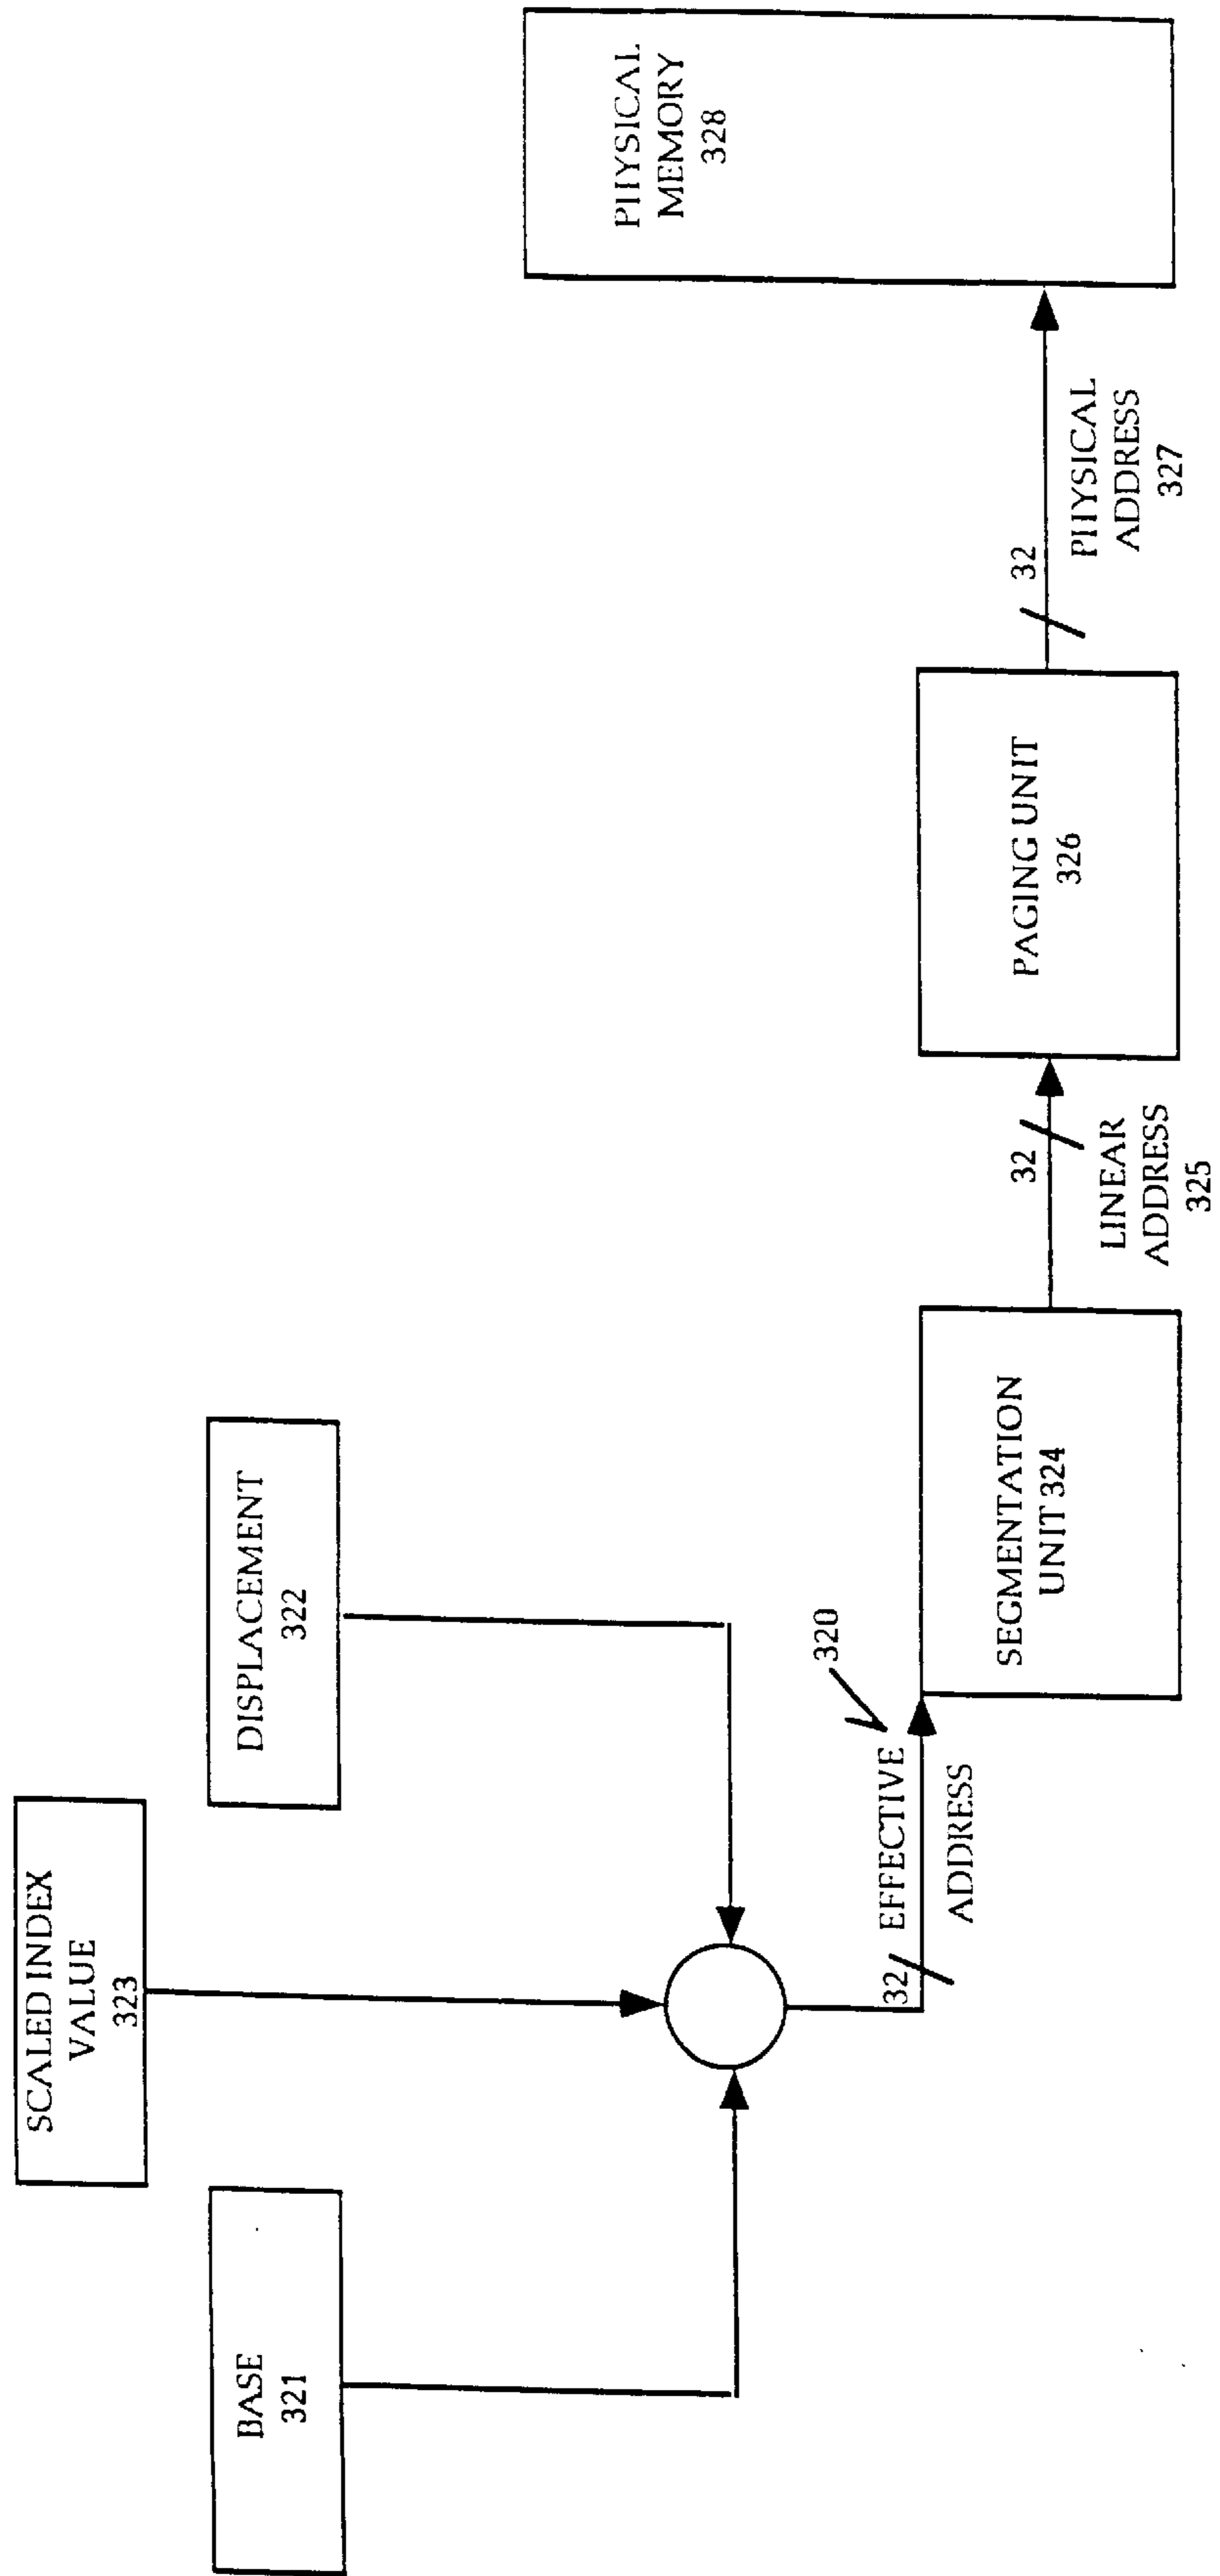 SCALED INDEX
VALUE
323
BASE
321
DISPLACEMENT
322
32 EFFECTIVE
ADDRESS
320
SEGMENTATION
UNIT 324
32
LINEAR
ADDRESS
325
PAGING UNIT
326
32
PHYSICAL
ADDRESS
327
PHYSICAL
MEMORY
328